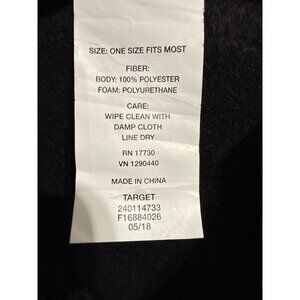 SIZE: ONE SIZE FITS MOST
FIBER:
BODY: 100% POLYESTER
FOAM: POLYURETHANE
CARE:
WIPE CLEAN WITH
DAMP CLOTH
LINE DRY
RN 17730
VN 1290440
MADE IN CHINA
TARGET
240114733
F16884026
05/18